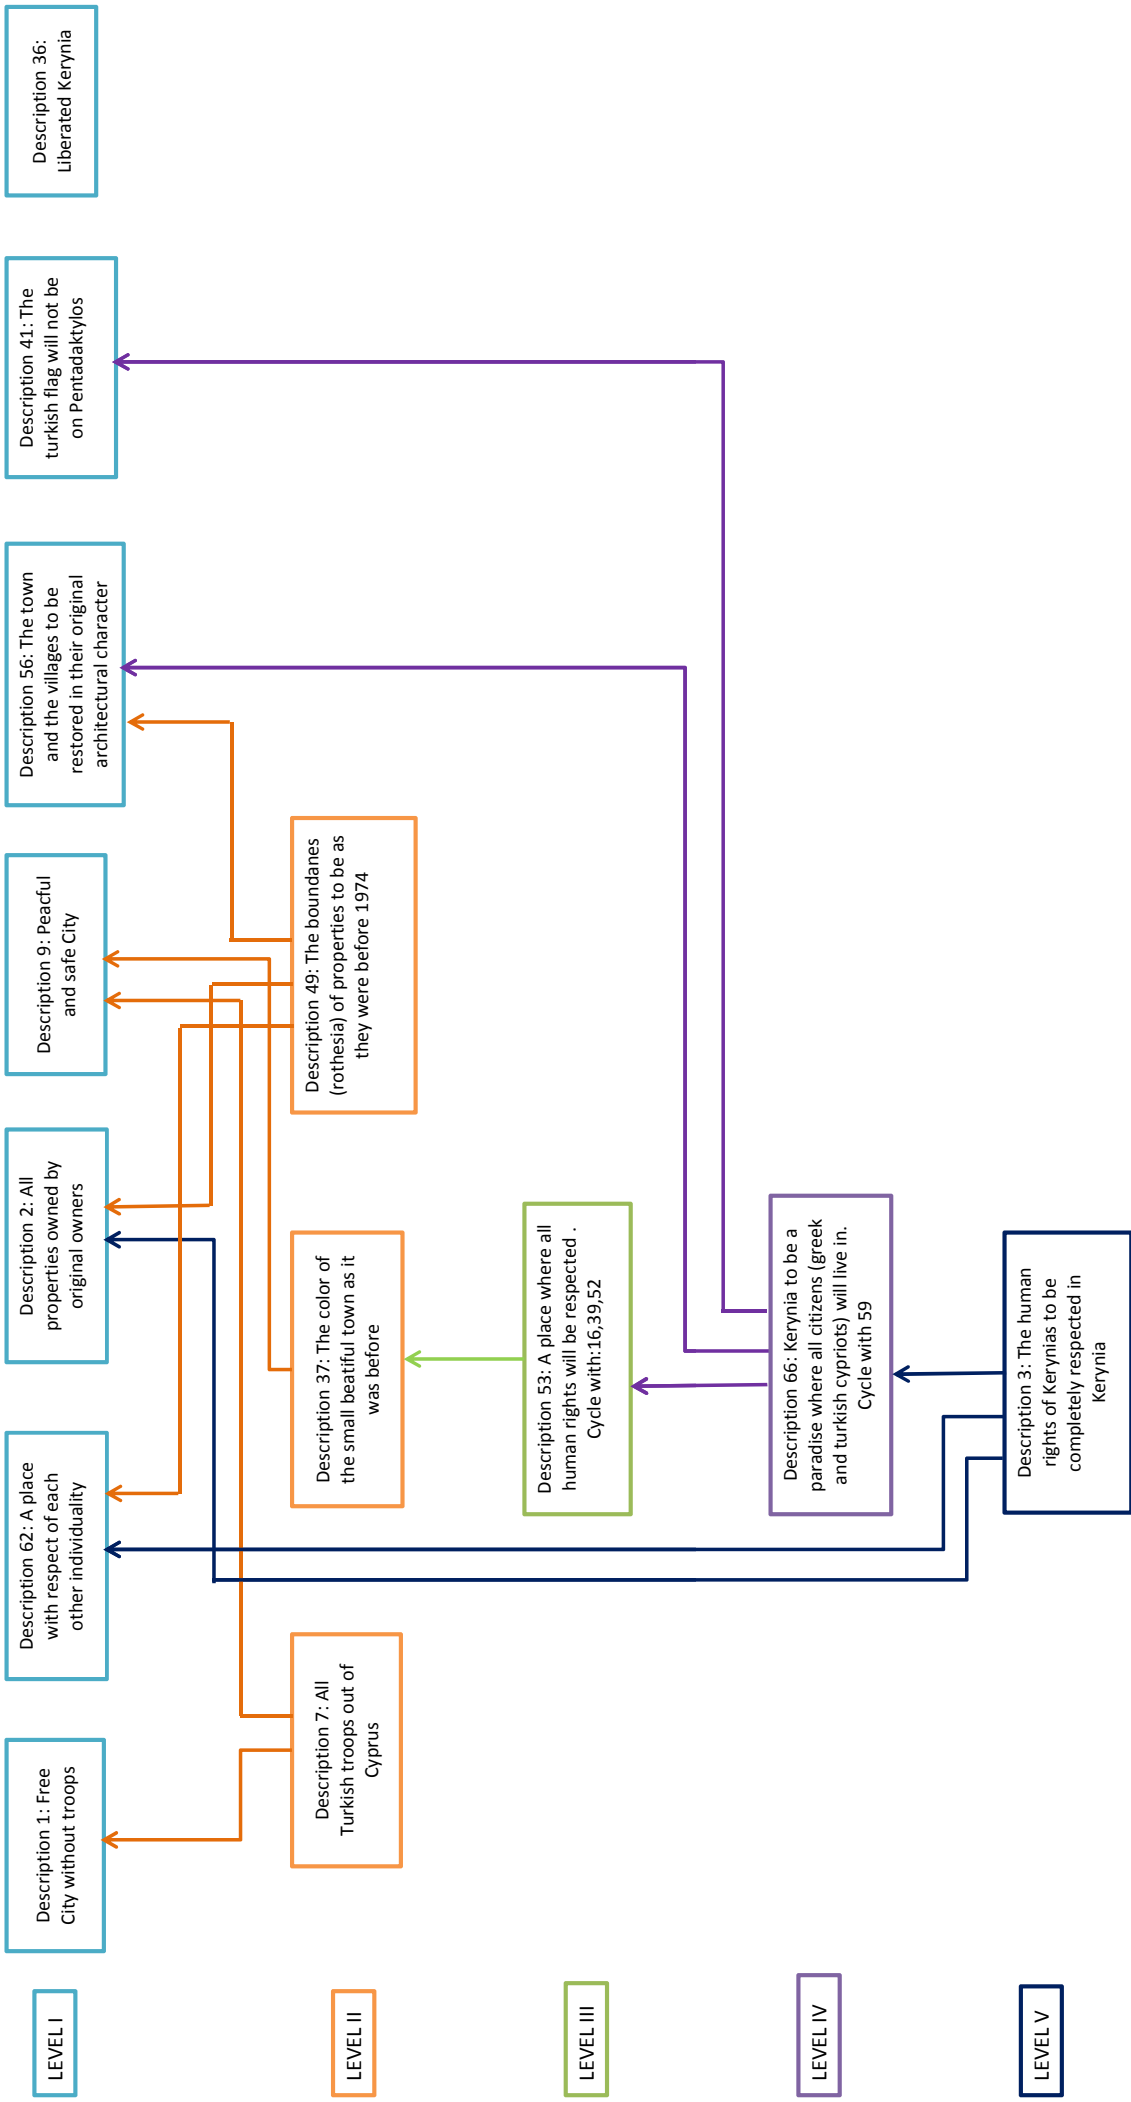 LEVEL I
Description 1: Free
City without troops
Description 62: A place
with respect of each
other individuality
Description 2: All
properties owned by
original owners
Description 9: Peacful
and safe City
Description 56: The town
and the villages to be
restored in their original
architectural character
Description 41: The
turkish flag will not be
on Pentadaktylos
Description 36:
Liberated Kerynia
LEVEL II
Description 7: All
Turkish troops out of
Cyprus
Description 37: The color of
the small beatiful town as it
was before
Description 49: The boundanes
(rothesia) of properties to be as
they were before 1974
LEVEL III
Description 53: A place where all
human rights will be respected .
Cycle with:16,39,52
LEVEL IV
Description 66: Kerynia to be a
paradise where all citizens (greek
and turkish cypriots) will live in.
Cycle with 59
LEVEL V
Description 3: The human
rights of Kerynias to be
completely respected in
Kerynia